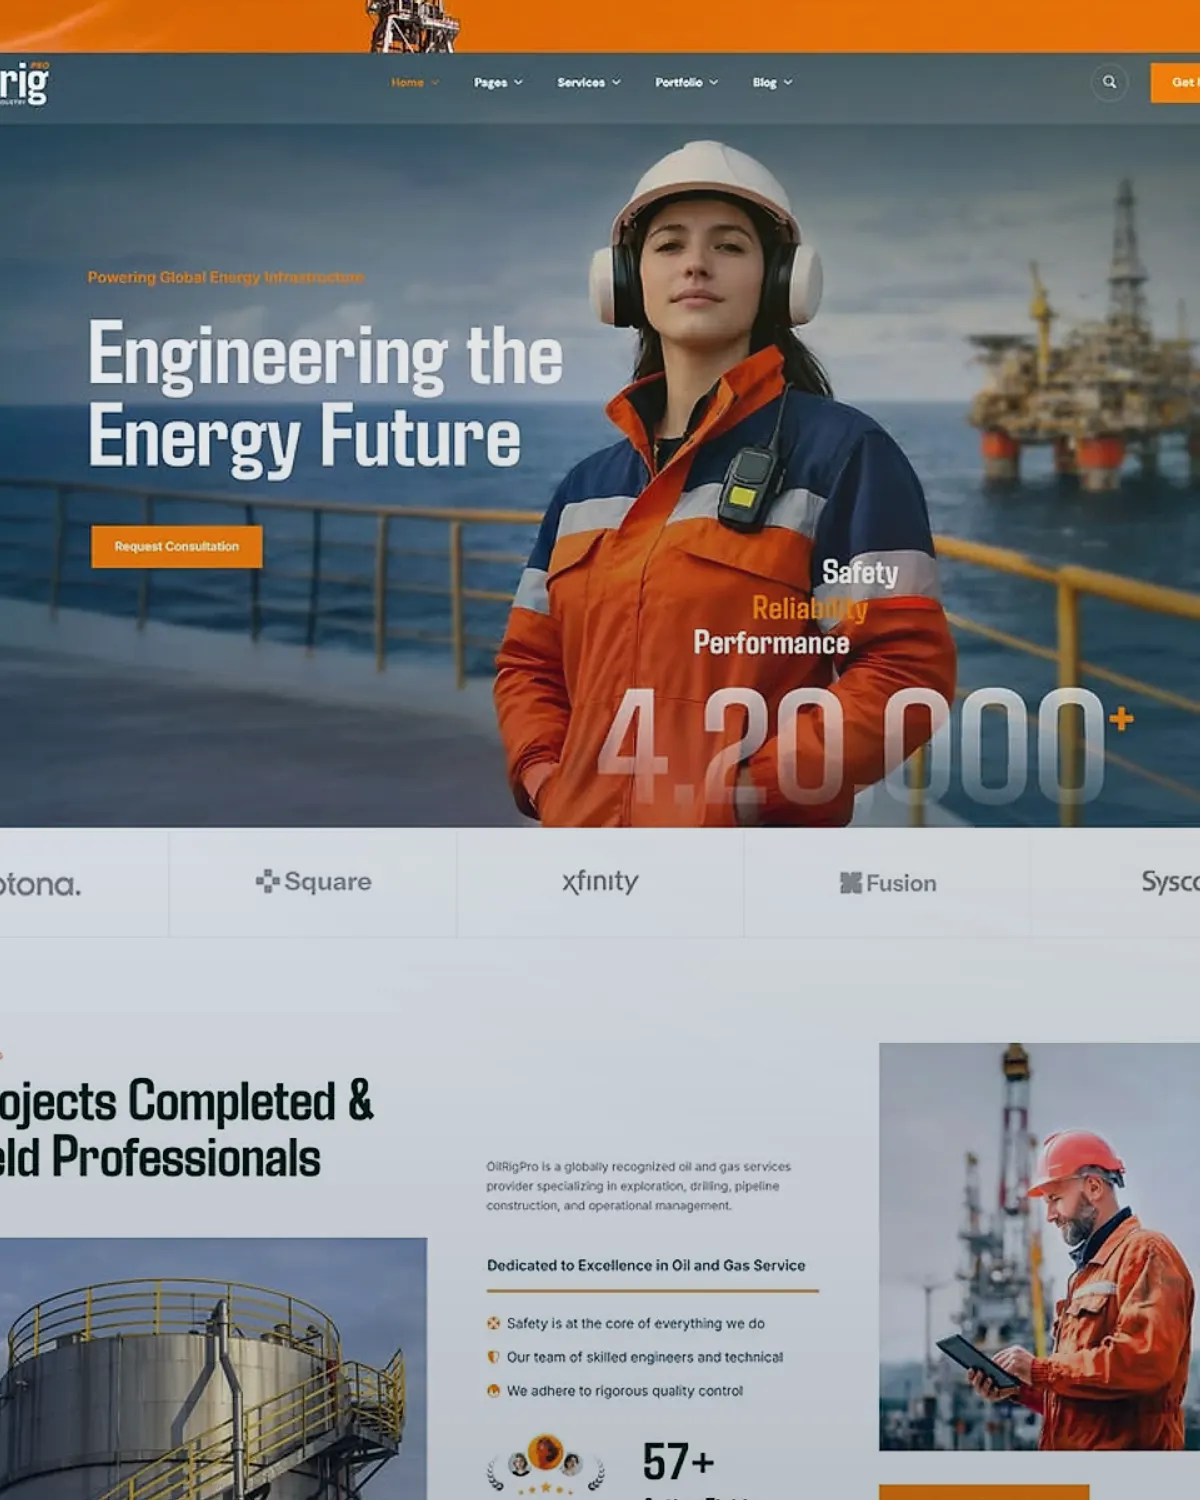 rig
PRO
Home
Pages
Services
Portfolio
Blog
Get
Powering Global Energy Infrastructure
Engineering the
Energy Future
Request Consultation
Safety
Reliability
Performance
4,20,000+
otona.
Square
xfinity
Fusion
Sysco
ojects Completed &
eld Professionals
OilRigPro is a globally recognized oil and gas services
provider specializing in exploration, drilling, pipeline
construction, and operational management.
Dedicated to Excellence in Oil and Gas Service
Safety is at the core of everything we do
Our team of skilled engineers and technical
We adhere to rigorous quality control
57+